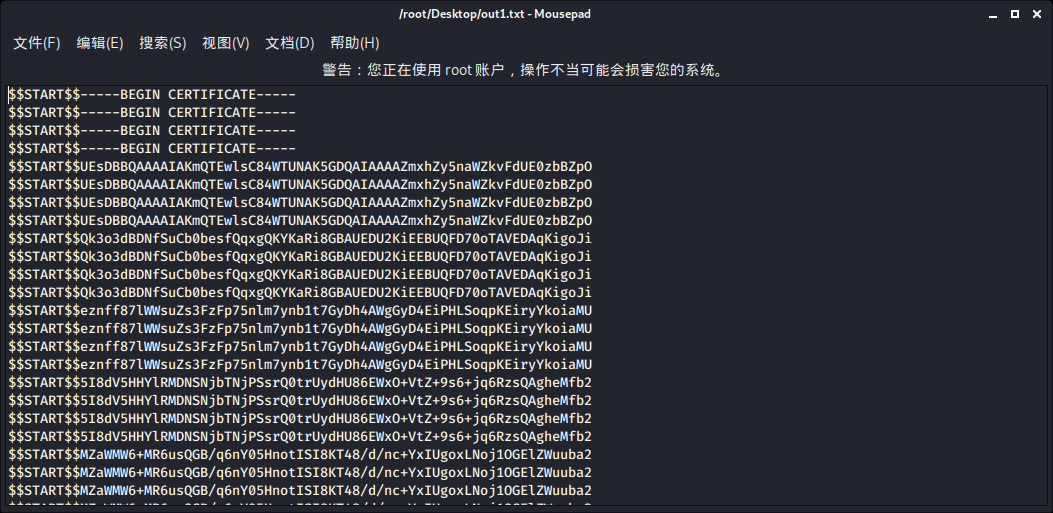 /root/Desktop/out1.txt - Mousepad
文件(F) 编辑(E) 搜索(S) 视图(V) 文档(D) 帮助(H)
警告：您正在使用 root 账户，操作不当可能会损害您的系统。
$$START$$-----BEGIN CERTIFICATE-----
$$START$$-----BEGIN CERTIFICATE-----
$$START$$-----BEGIN CERTIFICATE-----
$$START$$-----BEGIN CERTIFICATE-----
$$START$$UEsDBBQAAAAIAKmQTEwlsC84WTUNAK5GDQAIAAAAZmxhZy5naWZkvFdUE0zbBZpO
$$START$$UEsDBBQAAAAIAKmQTEwlsC84WTUNAK5GDQAIAAAAZmxhZy5naWZkvFdUE0zbBZpO
$$START$$UEsDBBQAAAAIAKmQTEwlsC84WTUNAK5GDQAIAAAAZmxhZy5naWZkvFdUE0zbBZpO
$$START$$UEsDBBQAAAAIAKmQTEwlsC84WTUNAK5GDQAIAAAAZmxhZy5naWZkvFdUE0zbBZpO
$$START$$Qk3o3dBDNfSuCb0besfQqxgQKYKaRi8GBAUEDU2KiEEBUQFD70oTAVEDAqKigoJi
$$START$$Qk3o3dBDNfSuCb0besfQqxgQKYKaRi8GBAUEDU2KiEEBUQFD70oTAVEDAqKigoJi
$$START$$Qk3o3dBDNfSuCb0besfQqxgQKYKaRi8GBAUEDU2KiEEBUQFD70oTAVEDAqKigoJi
$$START$$Qk3o3dBDNfSuCb0besfQqxgQKYKaRi8GBAUEDU2KiEEBUQFD70oTAVEDAqKigoJi
$$START$$eznff87lWWsuZs3FzFp75nlm7ynb1t7GyDh4AWgGyD4EiPHLSoqpKEiryYkoiaMU
$$START$$eznff87lWWsuZs3FzFp75nlm7ynb1t7GyDh4AWgGyD4EiPHLSoqpKEiryYkoiaMU
$$START$$eznff87lWWsuZs3FzFp75nlm7ynb1t7GyDh4AWgGyD4EiPHLSoqpKEiryYkoiaMU
$$START$$eznff87lWWsuZs3FzFp75nlm7ynb1t7GyDh4AWgGyD4EiPHLSoqpKEiryYkoiaMU
$$START$$5I8dV5HHYlRMDNSNjbTNjPSsrQ0trUydHU86EWxO+VtZ+9s6+jq6RzsQAgheMfb2
$$START$$5I8dV5HHYlRMDNSNjbTNjPSsrQ0trUydHU86EWxO+VtZ+9s6+jq6RzsQAgheMfb2
$$START$$5I8dV5HHYlRMDNSNjbTNjPSsrQ0trUydHU86EWxO+VtZ+9s6+jq6RzsQAgheMfb2
$$START$$5I8dV5HHYlRMDNSNjbTNjPSsrQ0trUydHU86EWxO+VtZ+9s6+jq6RzsQAgheMfb2
$$START$$MZaWMW6+MR6usQGB/q6nY05HnotISI8KT48/d/nc+YxIUgoxLNoj1OGElZWuuba2
$$START$$MZaWMW6+MR6usQGB/q6nY05HnotISI8KT48/d/nc+YxIUgoxLNoj1OGElZWuuba2
$$START$$MZaWMW6+MR6usQGB/q6nY05HnotISI8KT48/d/nc+YxIUgoxLNoj1OGElZWuuba2